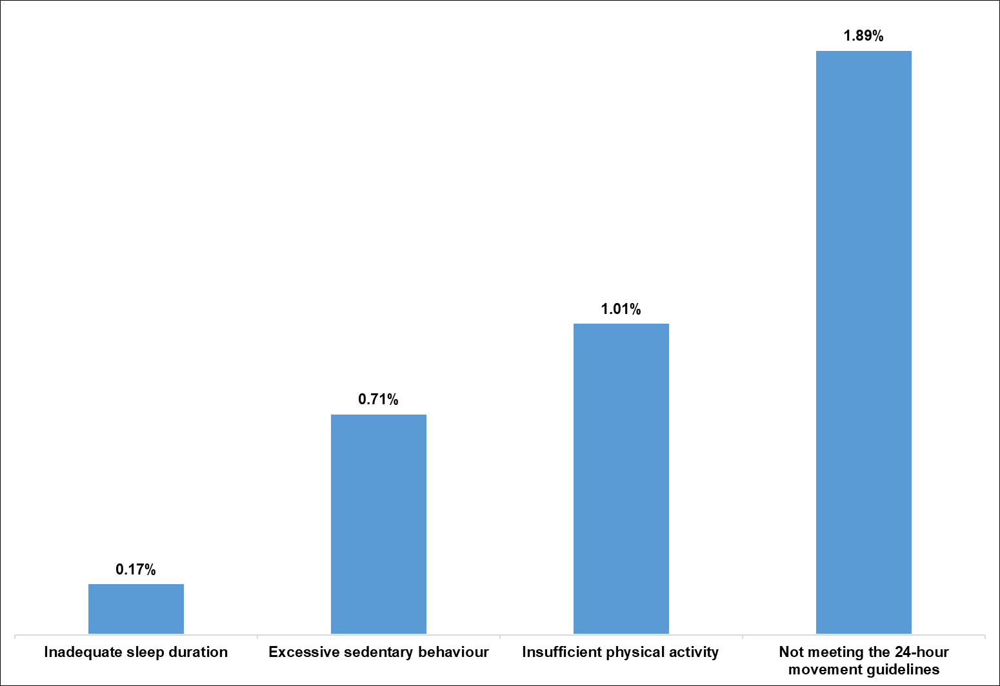 1.89%
1.01%
0.71%
0.17%
Inadequate sleep duration
Excessive sedentary behaviour
Insufficient physical activity
Not meeting the 24-hour
movement guidelines